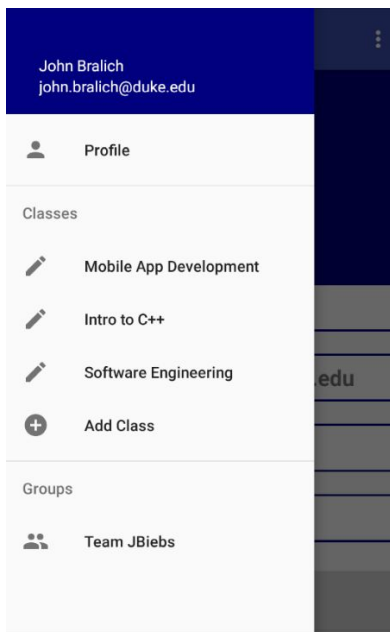 John Bralich
john.bralich@duke.edu
Profile
Classes
Mobile App Development
Intro to C++
Software Engineering
.edu
Add Class
Groups
Team JBiebs